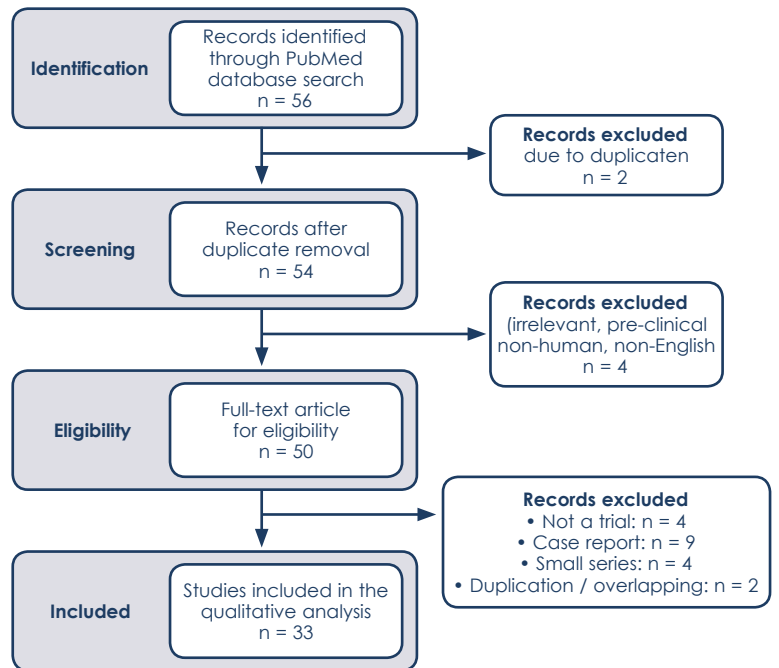 Identification
Records identified
through PubMed
database search
n = 56
Records excluded
due to duplicaten
n = 2
Screening
Records after
duplicate removal
n = 54
Records excluded
(irrelevant, pre-clinical
non-human, non-English
n = 4
Eligibility
Full-text article
for eligibility
n = 50
Records excluded
• Not a trial: n = 4
• Case report: n = 9
• Small series: n = 4
• Duplication / overlapping: n = 2
Included
Studies included in the
qualitative analysis
n = 33